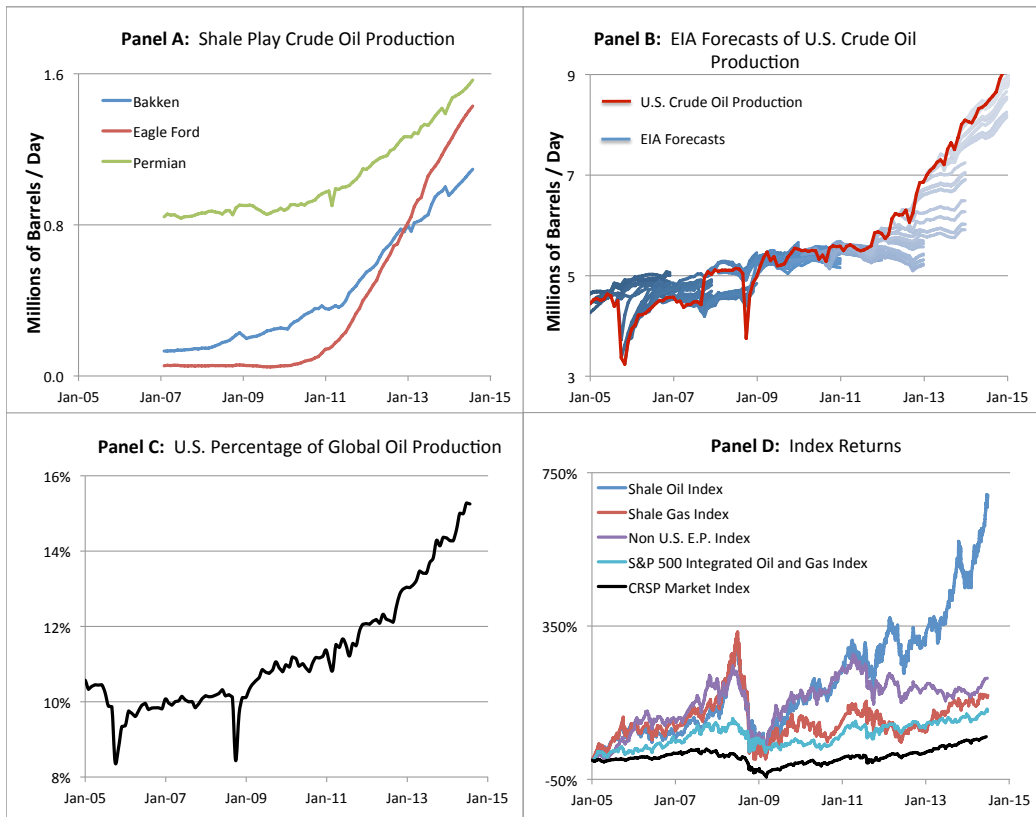 Panel A: Shale Play Crude Oil Production
Millions of Barrels / Day
1.6
0.8
0.0
Bakken
Eagle Ford
Permian
Jan-05 Jan-07 Jan-09 Jan-11 Jan-13 Jan-15
Panel B: EIA Forecasts of U.S. Crude Oil
Production
Millions of Barrels / Day
9
7
5
3
U.S. Crude Oil Production
EIA Forecasts
Jan-05 Jan-07 Jan-09 Jan-11 Jan-13 Jan-15
Panel C: U.S. Percentage of Global Oil Production
16%
14%
12%
10%
8%
Jan-05 Jan-07 Jan-09 Jan-11 Jan-13 Jan-15
Panel D: Index Returns
750%
350%
-50%
Shale Oil Index
Shale Gas Index
Non U.S. E.P. Index
S&P 500 Integrated Oil and Gas Index
CRSP Market Index
Jan-05 Jan-07 Jan-09 Jan-11 Jan-13 Jan-15